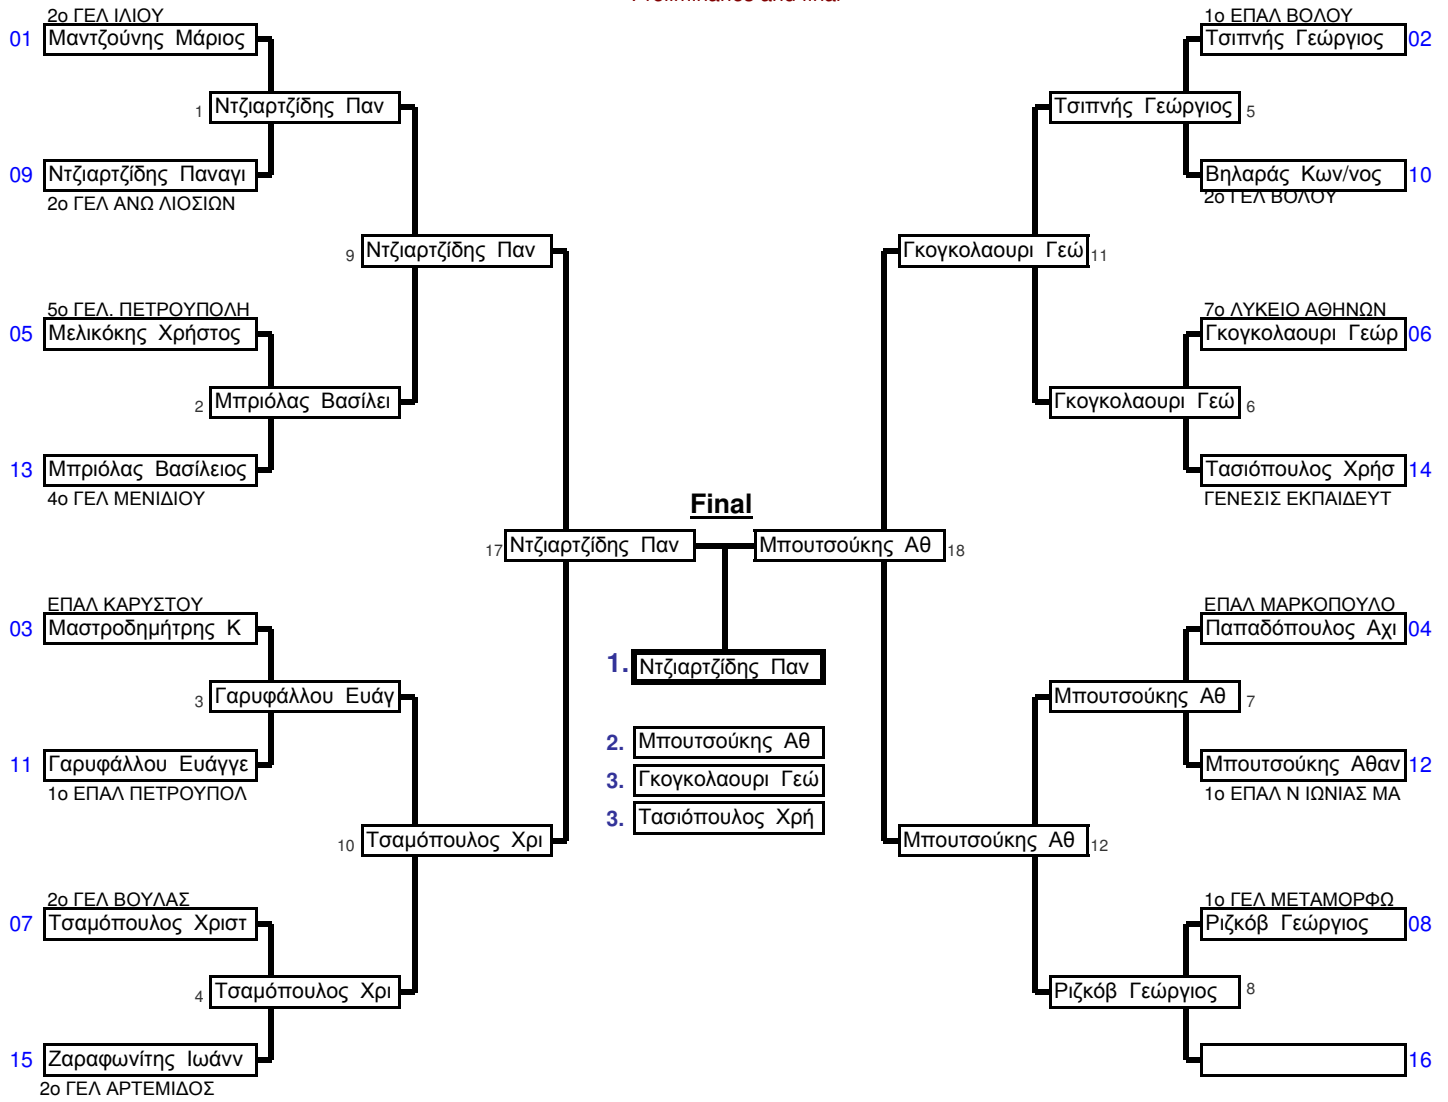 2ο ΓΕΛ ΙΛΙΟΥ
01 Μαντζούνης Μάριος
1 Ντζιαρτζίδης Παν
09 Ντζιαρτζίδης Παναγι
2ο ΓΕΛ ΑΝΩ ΛΙΟΣΙΩΝ
9 Ντζιαρτζίδης Παν
5ο ΓΕΛ. ΠΕΤΡΟΥΠΟΛΗ
05 Μελικόκης Χρήστος
2 Μπριόλας Βασίλει
13 Μπριόλας Βασίλειος
4ο ΓΕΛ ΜΕΝΙΔΙΟΥ
17 Ντζιαρτζίδης Παν
ΕΠΑΛ ΚΑΡΥΣΤΟΥ
03 Μαστροδημήτρης Κ
3 Γαρυφάλλου Ευάγ
11 Γαρυφάλλου Ευάγγε
1ο ΕΠΑΛ ΠΕΤΡΟΥΠΟΛ
10 Τσαμόπουλος Χρι
2ο ΓΕΛ ΒΟΥΛΑΣ
07 Τσαμόπουλος Χριστ
4 Τσαμόπουλος Χρι
15 Ζαραφωνίτης Ιωάνν
2ο ΓΕΛ ΑΡΤΕΜΙΔΟΣ
Final
1. Ντζιαρτζίδης Παν
2. Μπουτσούκης Αθ
3. Γκογκολαουρι Γεώ
3. Τασιόπουλος Χρή
1ο ΕΠΑΛ ΒΟΛΟΥ
Τσιπνής Γεώργιος 02
Τσιπνής Γεώργιος 5
Βηλαράς Κων/νος 10
2ο ΓΕΛ ΒΟΛΟΥ
Γκογκολαουρι Γεώ 11
7ο ΛΥΚΕΙΟ ΑΘΗΝΩΝ
Γκογκολαουρι Γεώρ 06
Γκογκολαουρι Γεώ 6
Τασιόπουλος Χρήσ 14
ΓΕΝΕΣΙΣ ΕΚΠΑΙΔΕΥΤ
Μπουτσούκης Αθ 18
ΕΠΑΛ ΜΑΡΚΟΠΟΥΛΟ
Παπαδόπουλος Αχι 04
Μπουτσούκης Αθ 7
Μπουτσούκης Αθαν 12
1ο ΕΠΑΛ Ν ΙΩΝΙΑΣ ΜΑ
Μπουτσούκης Αθ 12
1ο ΓΕΛ ΜΕΤΑΜΟΡΦΩ
Ριζκόβ Γεώργιος 08
Ριζκόβ Γεώργιος 8
16